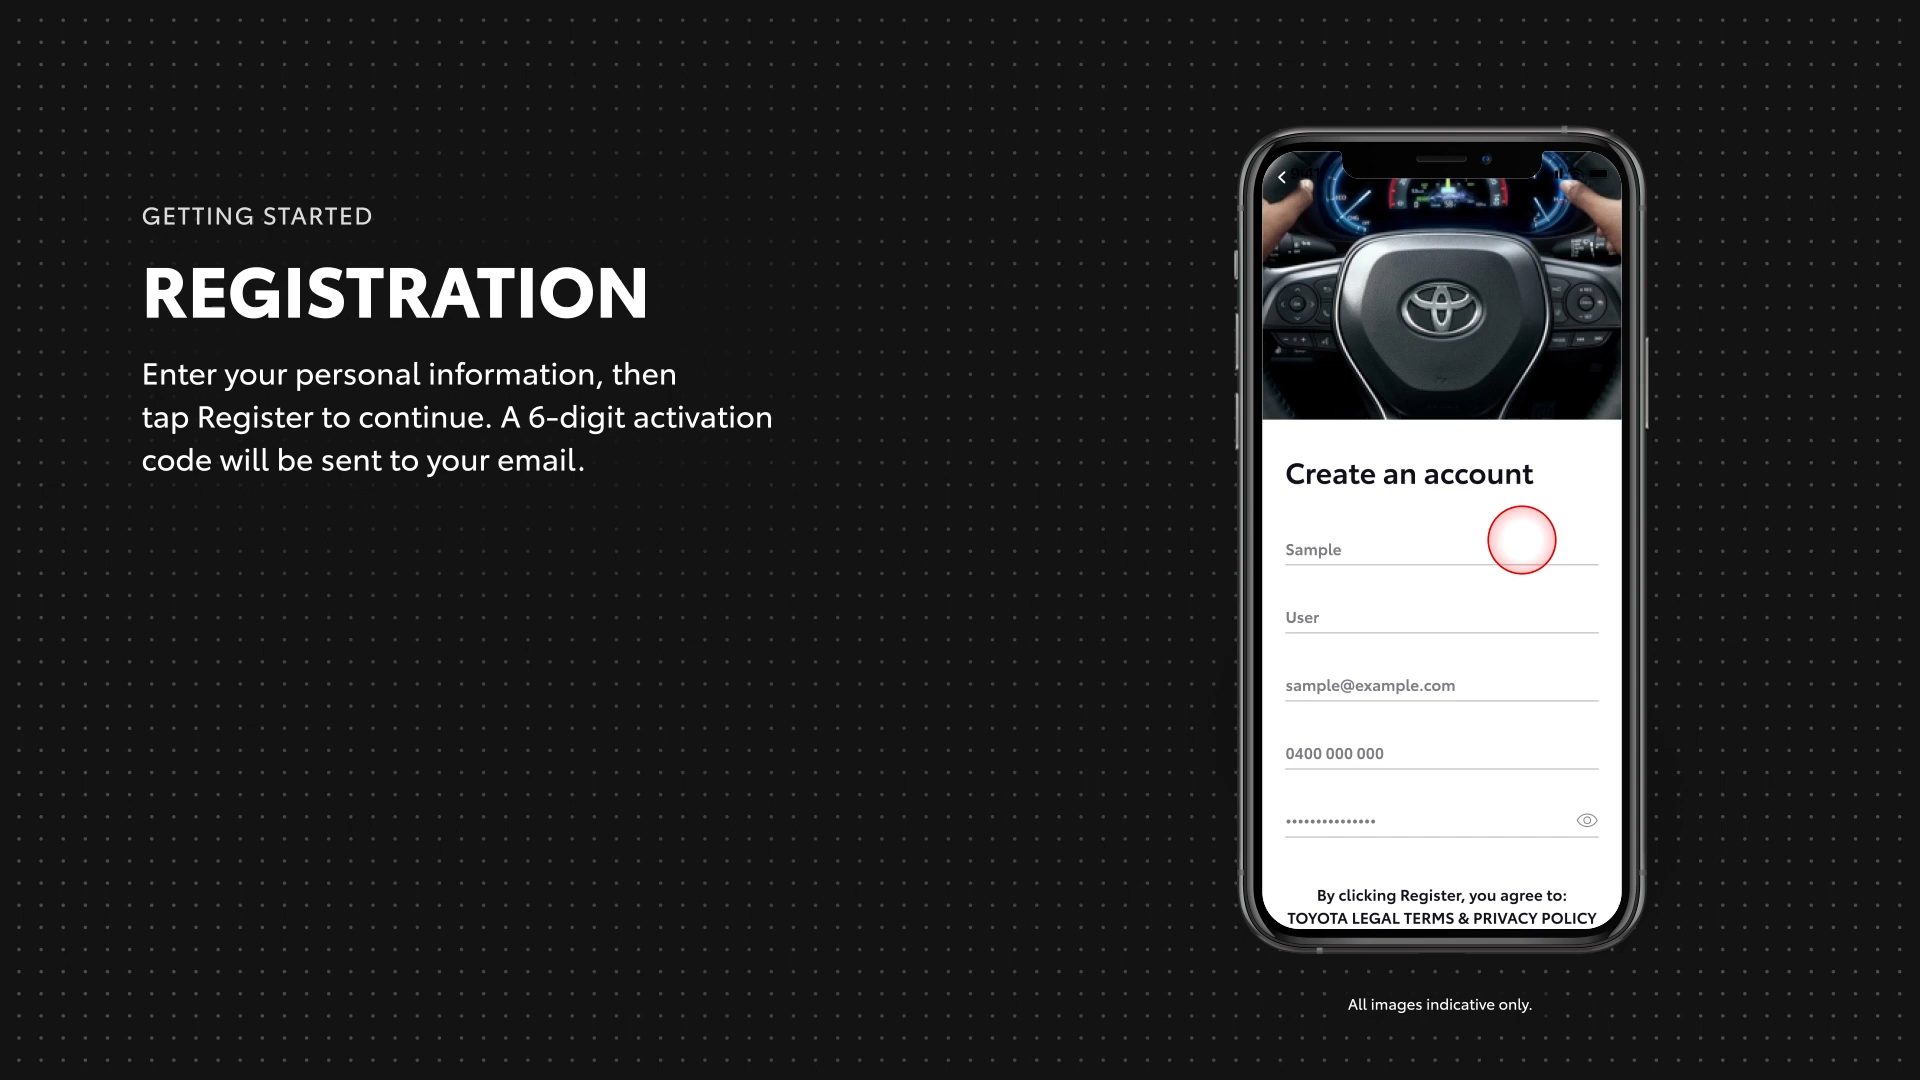 GETTING STARTED
REGISTRATION
Enter your personal information, then
tap Register to continue. A 6-digit activation
code will be sent to your email.
Create an account
Sample
User
sample@example.com
0400 000 000
•••••••••••••••
By clicking Register, you agree to:
TOYOTA LEGAL TERMS & PRIVACY POLICY
All images indicative only.